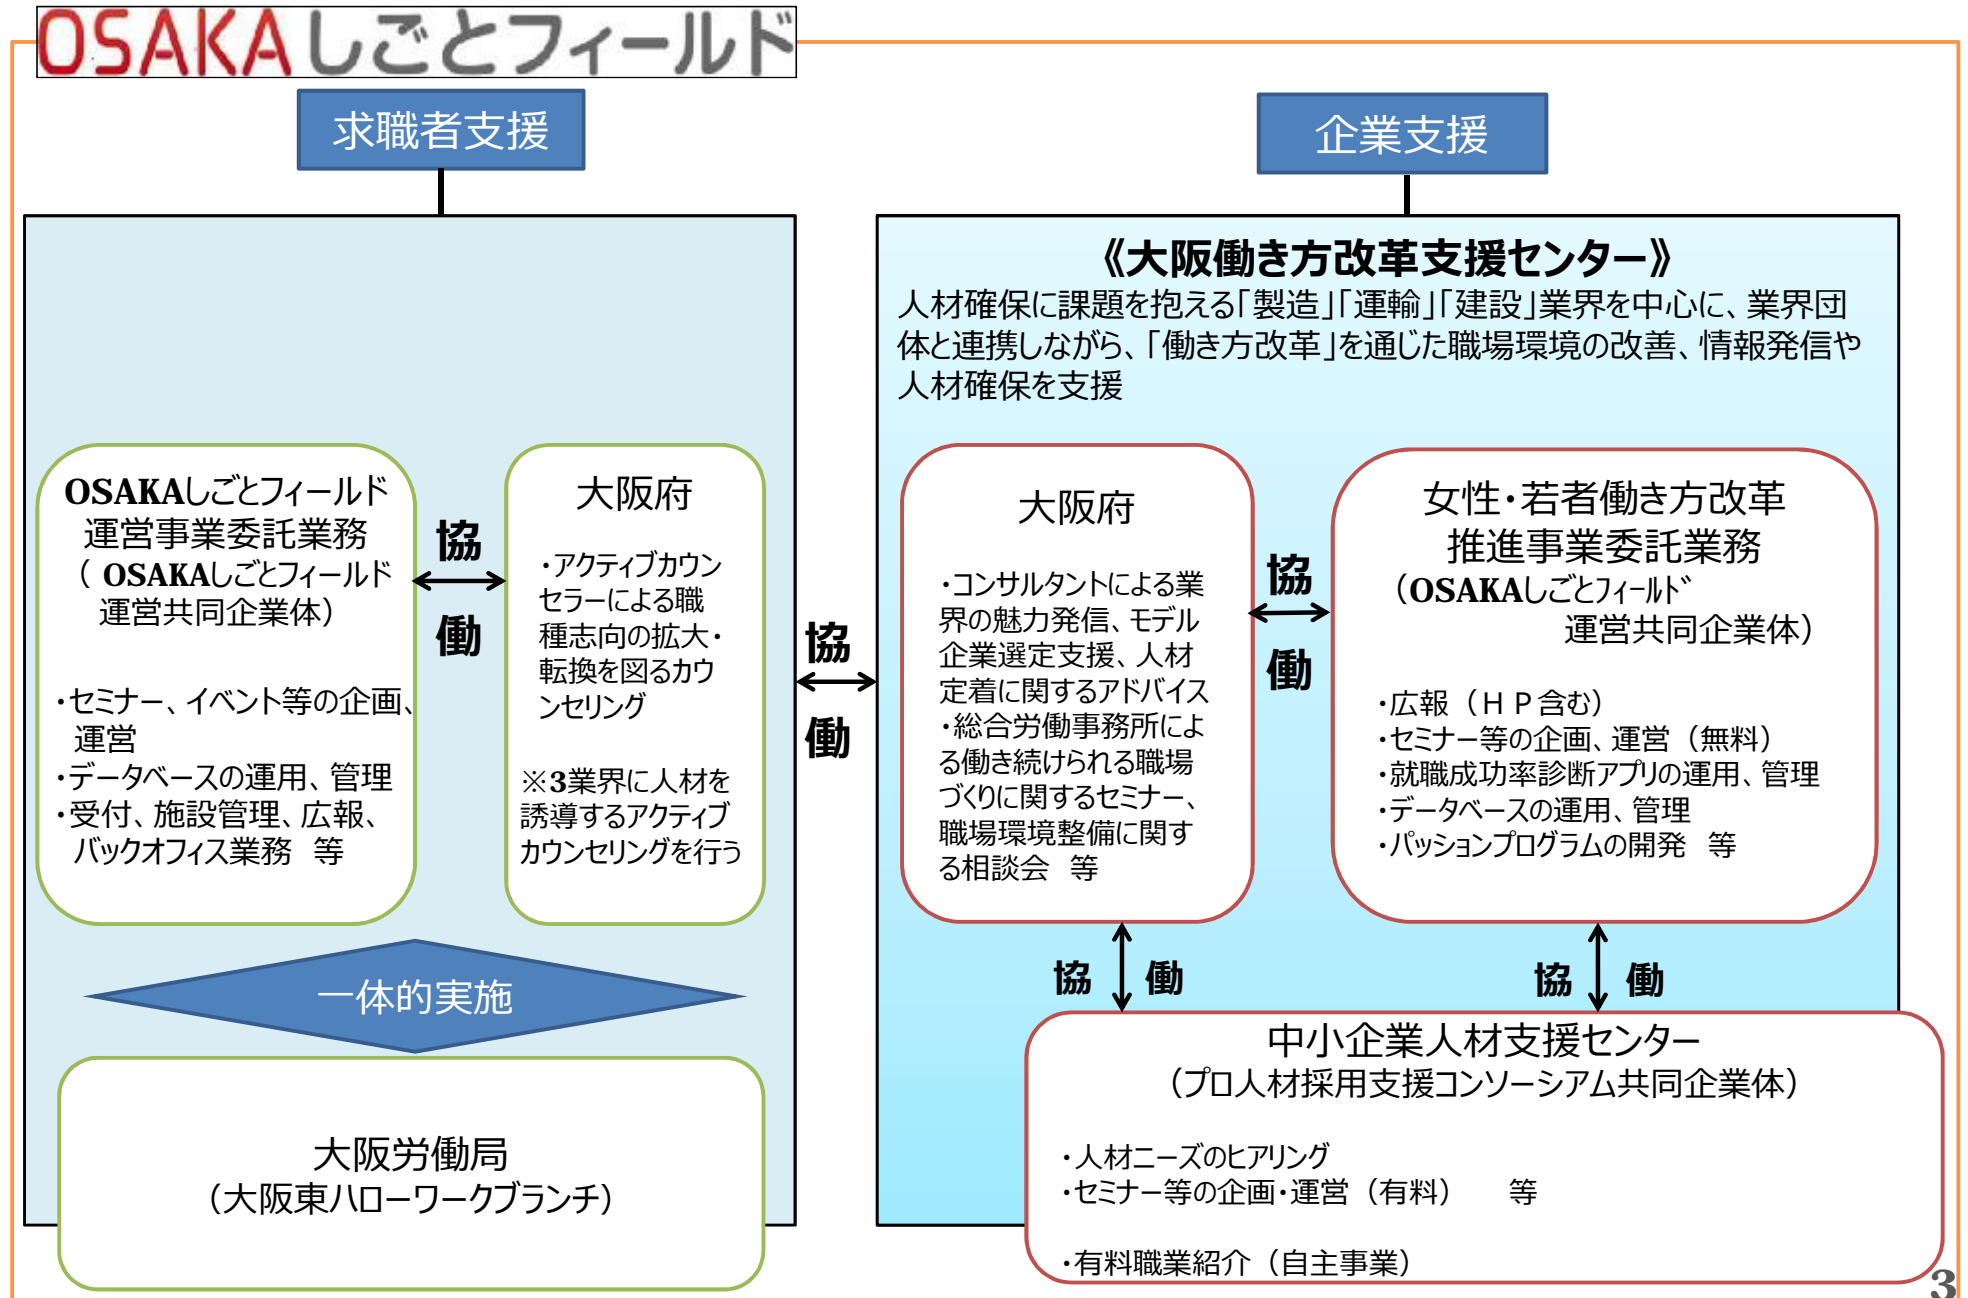 OSAKAしごとフィールド
求職者支援
企業支援
《大阪働き方改革支援センター》
人材確保に課題を抱える「製造」「運輸」「建設」業界を中心に、業界団
体と連携しながら、「働き方改革」を通じた職場環境の改善、情報発信や
人材確保を支援
OSAKAしごとフィールド
運営事業委託業務
（ OSAKAしごとフィールド
運営共同企業体）
・セミナー、イベント等の企画、
運営
・データベースの運用、管理
・受付、施設管理、広報、
バックオフィス業務　等
協
働
大阪府
・アクティブカウン
セラーによる職
種志向の拡大・
転換を図るカウ
ンセリング
※3業界に人材を
誘導するアクティブ
カウンセリングを行う
協
働
大阪府
・コンサルタントによる業
界の魅力発信、モデル
企業選定支援、人材
定着に関するアドバイス
・総合労働事務所によ
る働き続けられる職場
づくりに関するセミナー、
職場環境整備に関す
る相談会　等
協
働
女性・若者働き方改革
推進事業委託業務
（OSAKAしごとフィールド
運営共同企業体）
・広報（ＨＰ含む）
・セミナー等の企画、運営（無料）
・就職成功率診断アプリの運用、管理
・データベースの運用、管理
・パッションプログラムの開発　等
一体的実施
協　働
協　働
大阪労働局
（大阪東ハローワークブランチ）
中小企業人材支援センター
（プロ人材採用支援コンソーシアム共同企業体）
・人材ニーズのヒアリング
・セミナー等の企画・運営（有料）　　等
・有料職業紹介（自主事業）
3